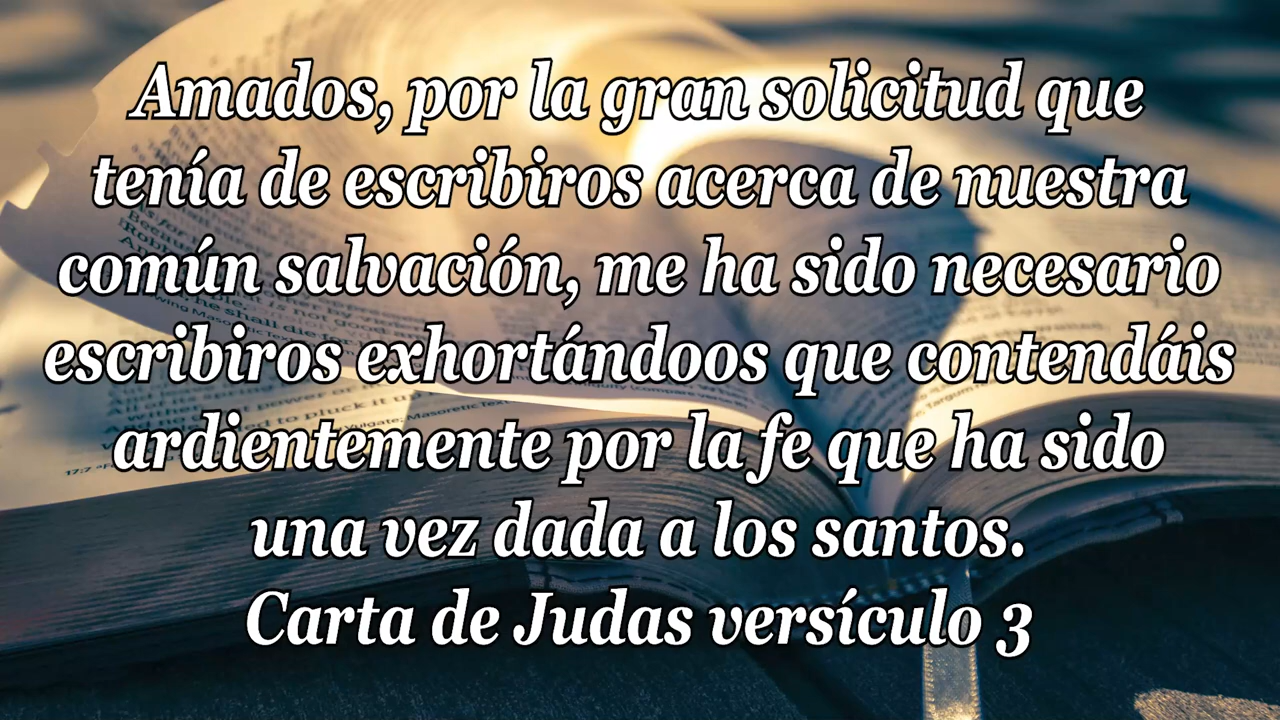 Amados, por la gran solicitud que
tenía de escribiros acerca de nuestra
común salvación, me ha sido necesario
escribiros exhortándoos que contendáis
ardientemente por la fe que ha sido
una vez dada a los santos.
Carta de Judas versículo 3